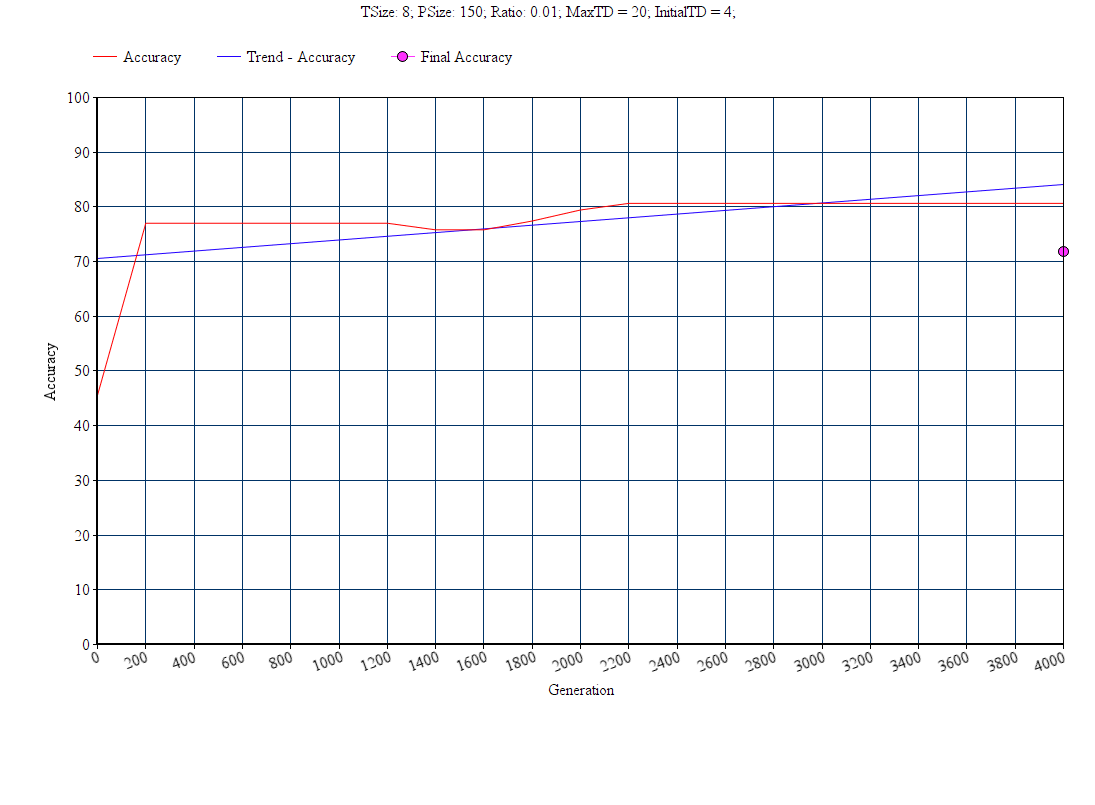 TSize: 8; PSize: 150; Ratio: 0.01; MaxTD = 20; InitialTD = 4;
Accuracy Trend - Accuracy Final Accuracy
100
90
80
70
60
50
40
30
20
10
0
Accuracy
0 200 400 600 800 1000 1200 1400 1600 1800 2000 2200 2400 2600 2800 3000 3200 3400 3600 3800 4000
Generation